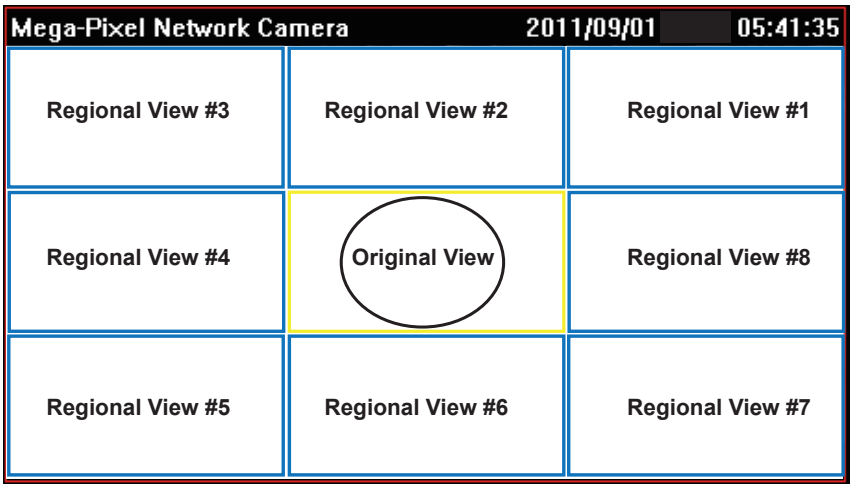 Mega-Pixel Network Camera 2011/09/01 05:41:35
Regional View #3 Regional View #2 Regional View #1
Regional View #4 Original View Regional View #8
Regional View #5 Regional View #6 Regional View #7